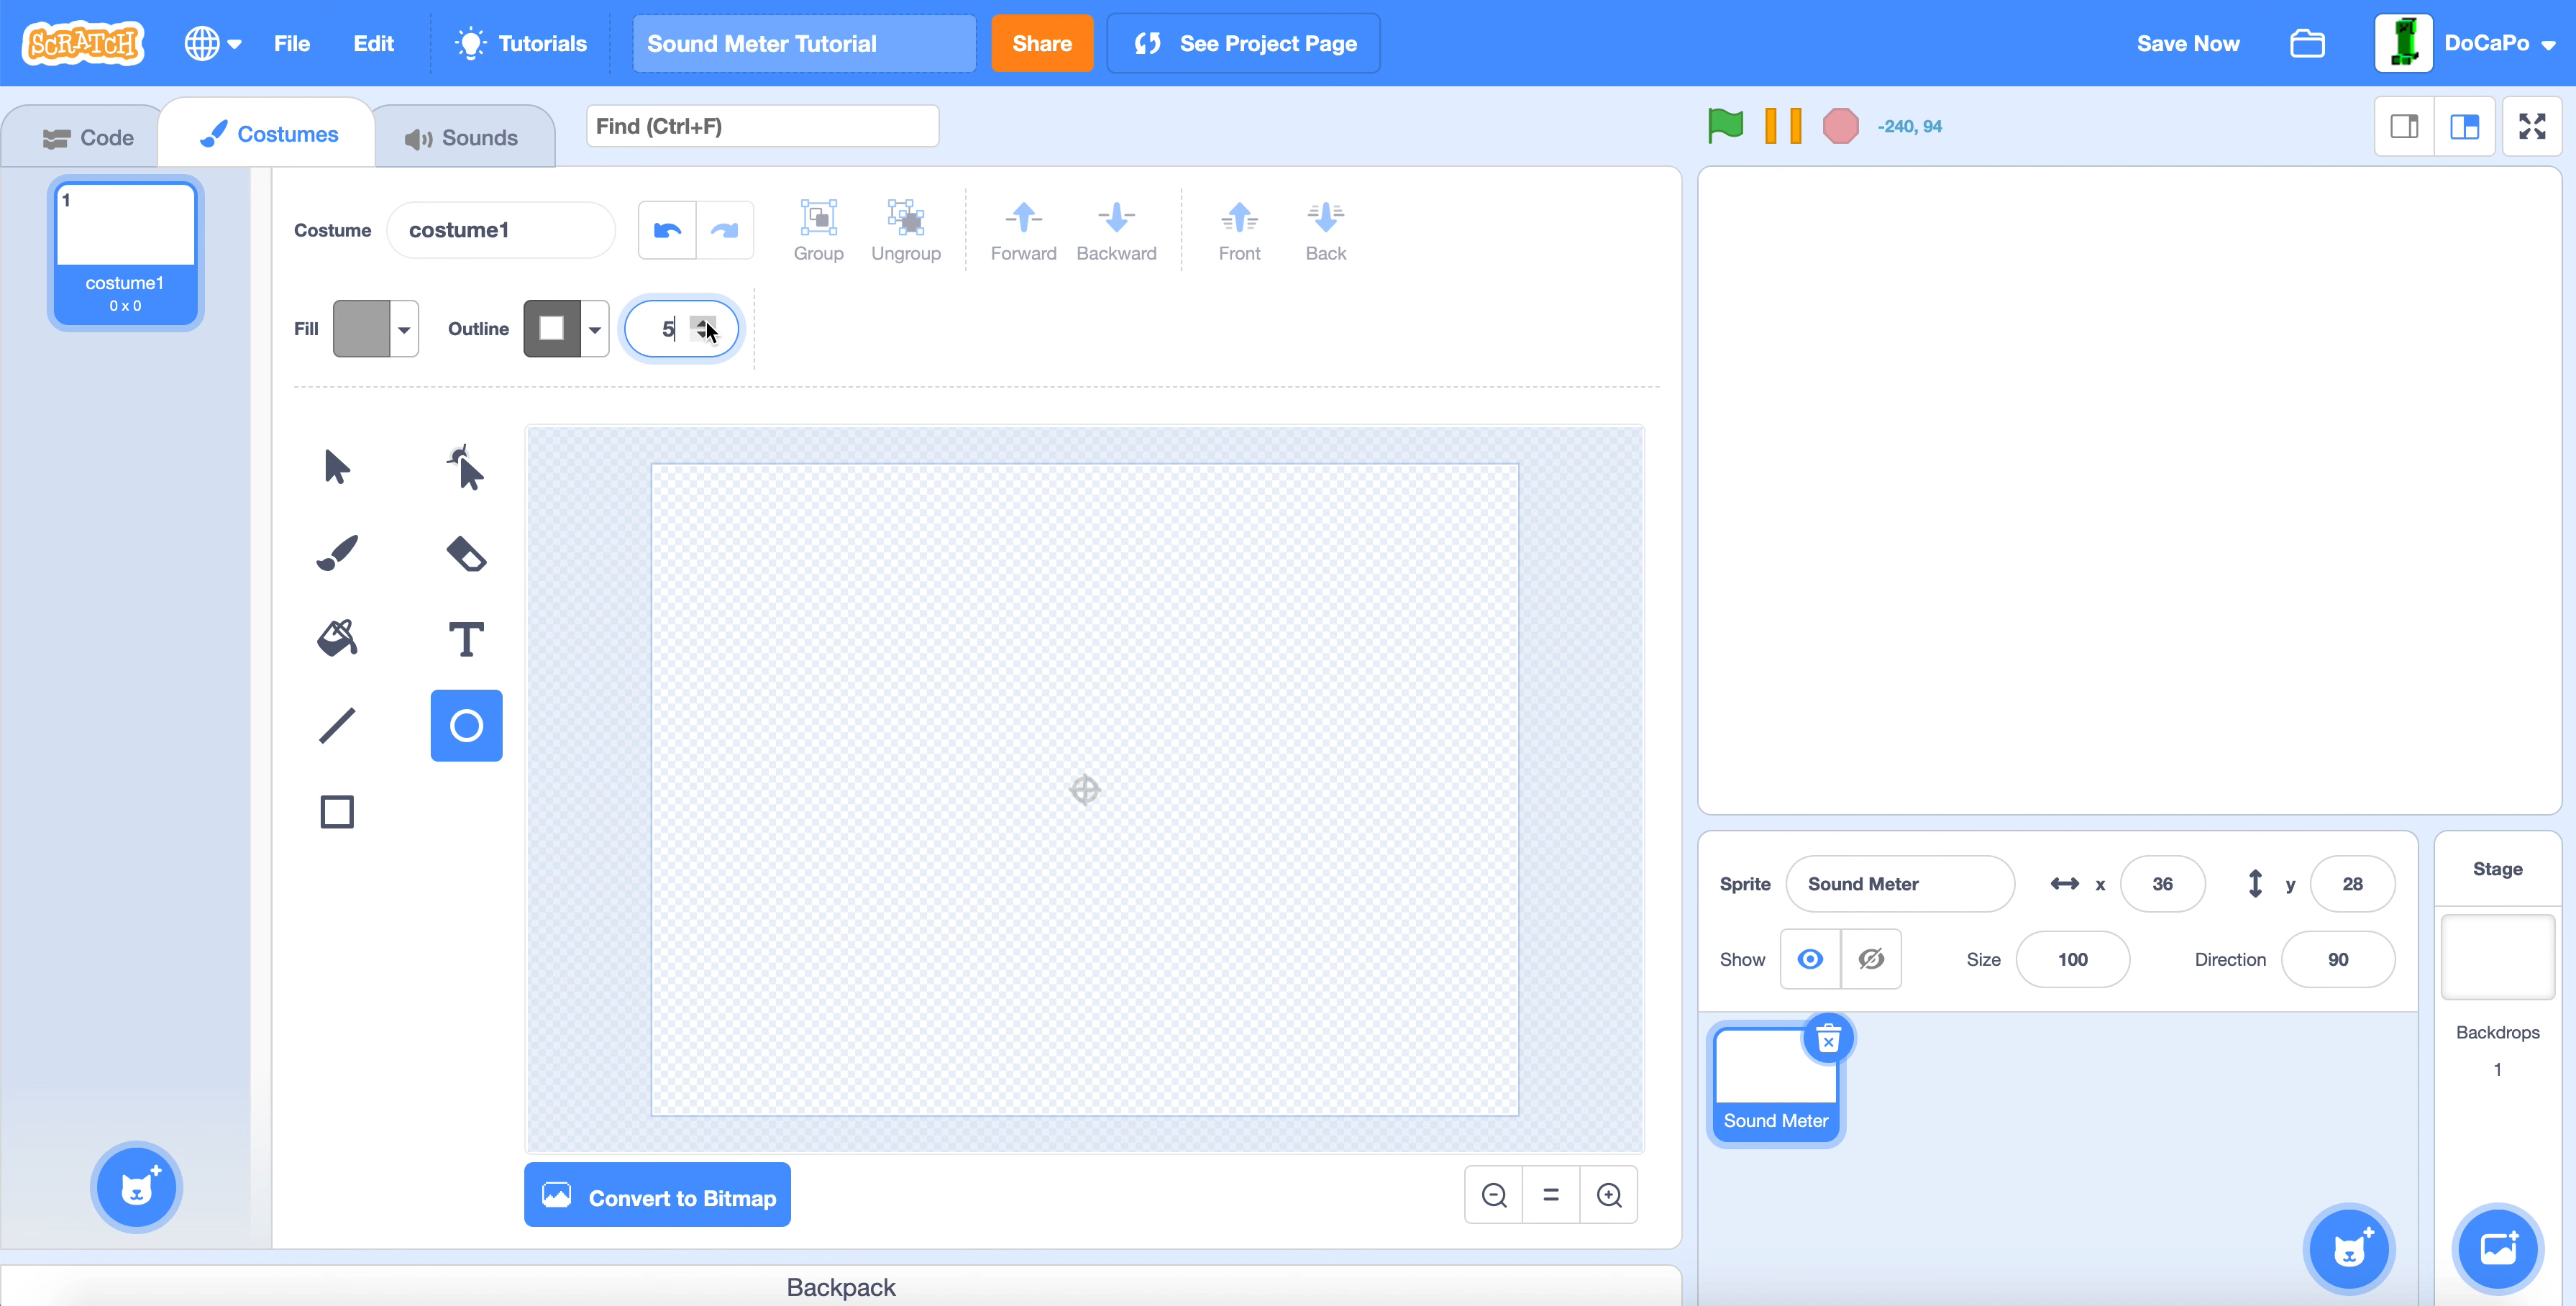 SCRATCH File Edit Tutorials Sound Meter Tutorial Share See Project Page Save Now DoCaPo
Code Costumes Sounds Find (Ctrl+F) -240, 94
1
costume1
0 x 0
Costume costume1 Group Ungroup Forward Backward Front Back
Fill Outline 5
T
Convert to Bitmap
Backpack
Sprite Sound Meter x 36 y 28
Show Size 100 Direction 90
Sound Meter
Stage
Backdrops
1